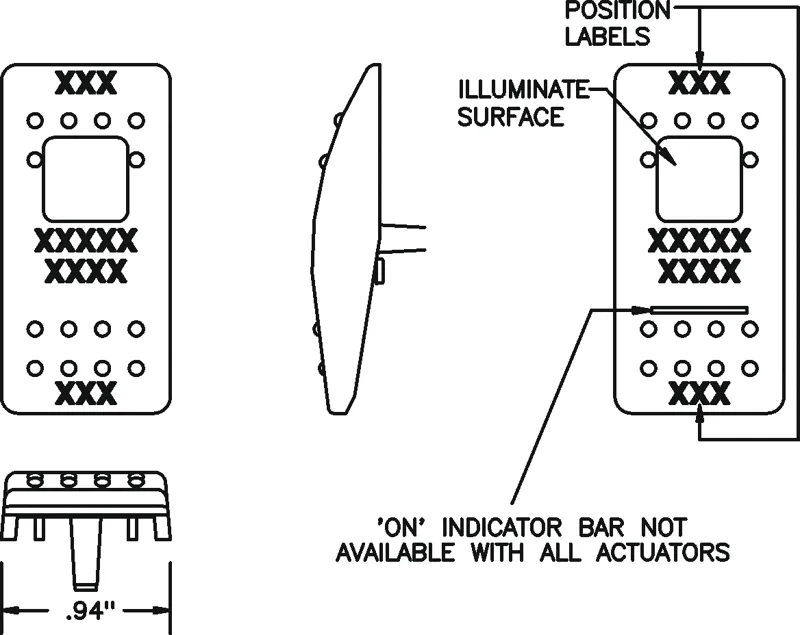 POSITION
LABELS
XXX
XXX
ILLUMINATE
SURFACE
XXXXX
XXXX
XXXXX
XXXX
XXX
XXX
'ON' INDICATOR BAR NOT
AVAILABLE WITH ALL ACTUATORS
.94"